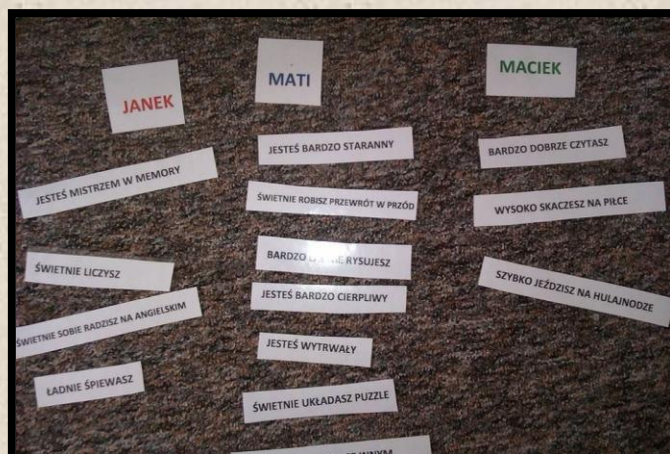 JANEK
JESTEŚ MISTRZEM W MEMORY
ŚWIETNIE LICZYSZ
ŚWIETNIE SOBIE RADZISZ NA ANGIELSKIM
ŁADNIE ŚPIEWASZ
MATI
JESTEŚ BARDZO STARANNY
ŚWIETNIE ROBISZ PRZEWRÓT W PRZÓD
BARDZO RYSUJESZ
JESTEŚ BARDZO CIERPLIWY
JESTEŚ WYTRWAŁY
ŚWIETNIE UKŁADASZ PUZZLE
MACIEK
BARDZO DOBRZE CZYTASZ
WYSOKO SKACZESZ NA PIŁCE
SZYBKO JEŹDZISZ NA HULAJNODZE